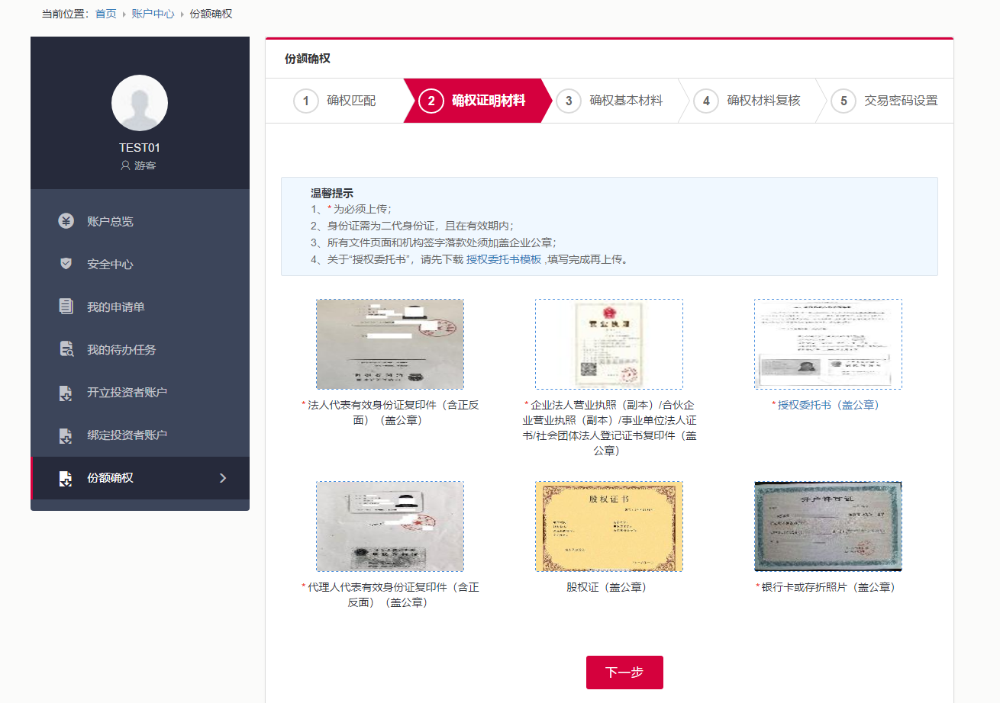 当前位置： 首页 账户中心 份额确权
TEST01
游客
账户总览
安全中心
我的申请单
我的待办任务
开立投资者账户
绑定投资者账户
份额确权
份额确权
1 确权匹配
2 确权证明材料
3 确权基本材料
4 确权材料复核
5 交易密码设置
温馨提示
1、* 为必须上传；
2、身份证需为二代身份证，且在有效期内；
3、所有文件页面和机构签字落款处须加盖企业公章；
4、关于“授权委托书”，请先下载 授权委托书模板 ,填写完成再上传。
营业执照
* 法人代表有效身份证复印件（含正反
面）（盖公章）
* 企业法人营业执照（副本）/合伙企
业营业执照（副本）/事业单位法人证
书/社会团体法人登记证书复印件（盖
公章）
* 授权委托书（盖公章）
股权证书
开户许可证
* 代理人代表有效身份证复印件（含正
反面）（盖公章）
股权证（盖公章）
* 银行卡或存折照片（盖公章）
下一步